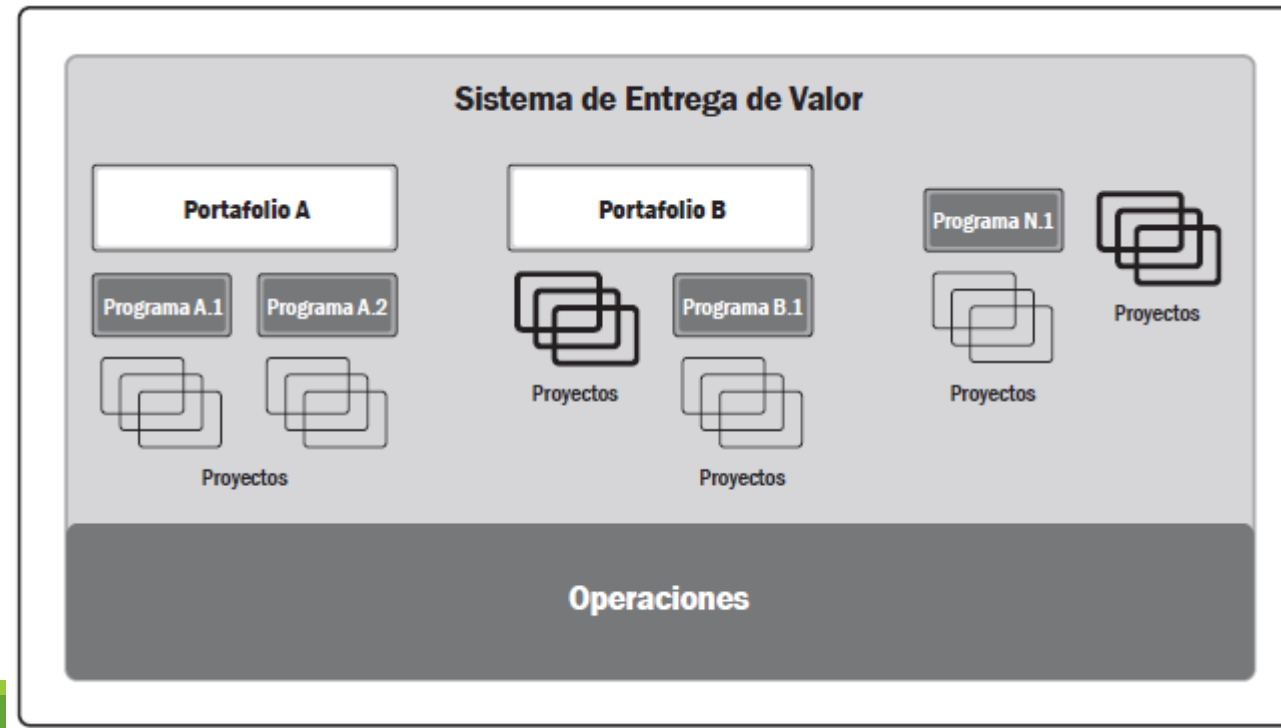 Sistema de Entrega de Valor
Portafolio A
Portafolio B
Programa N.1
Programa A.1
Programa A.2
Programa B.1
Proyectos
Proyectos
Proyectos
Proyectos
Proyectos
Operaciones